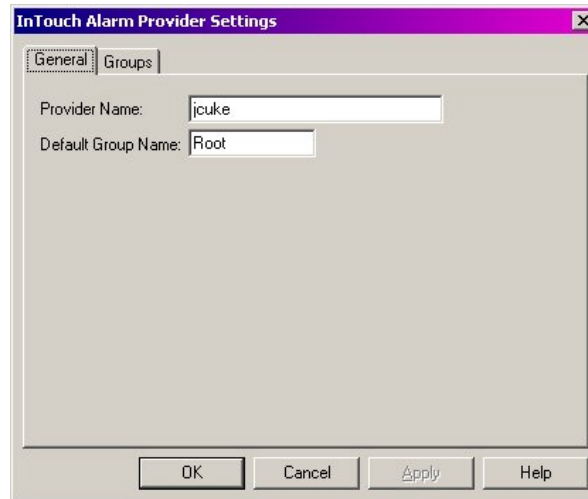 InTouch Alarm Provider Settings
General Groups
Provider Name: jcuke
Default Group Name: Root
OK Cancel Apply Help